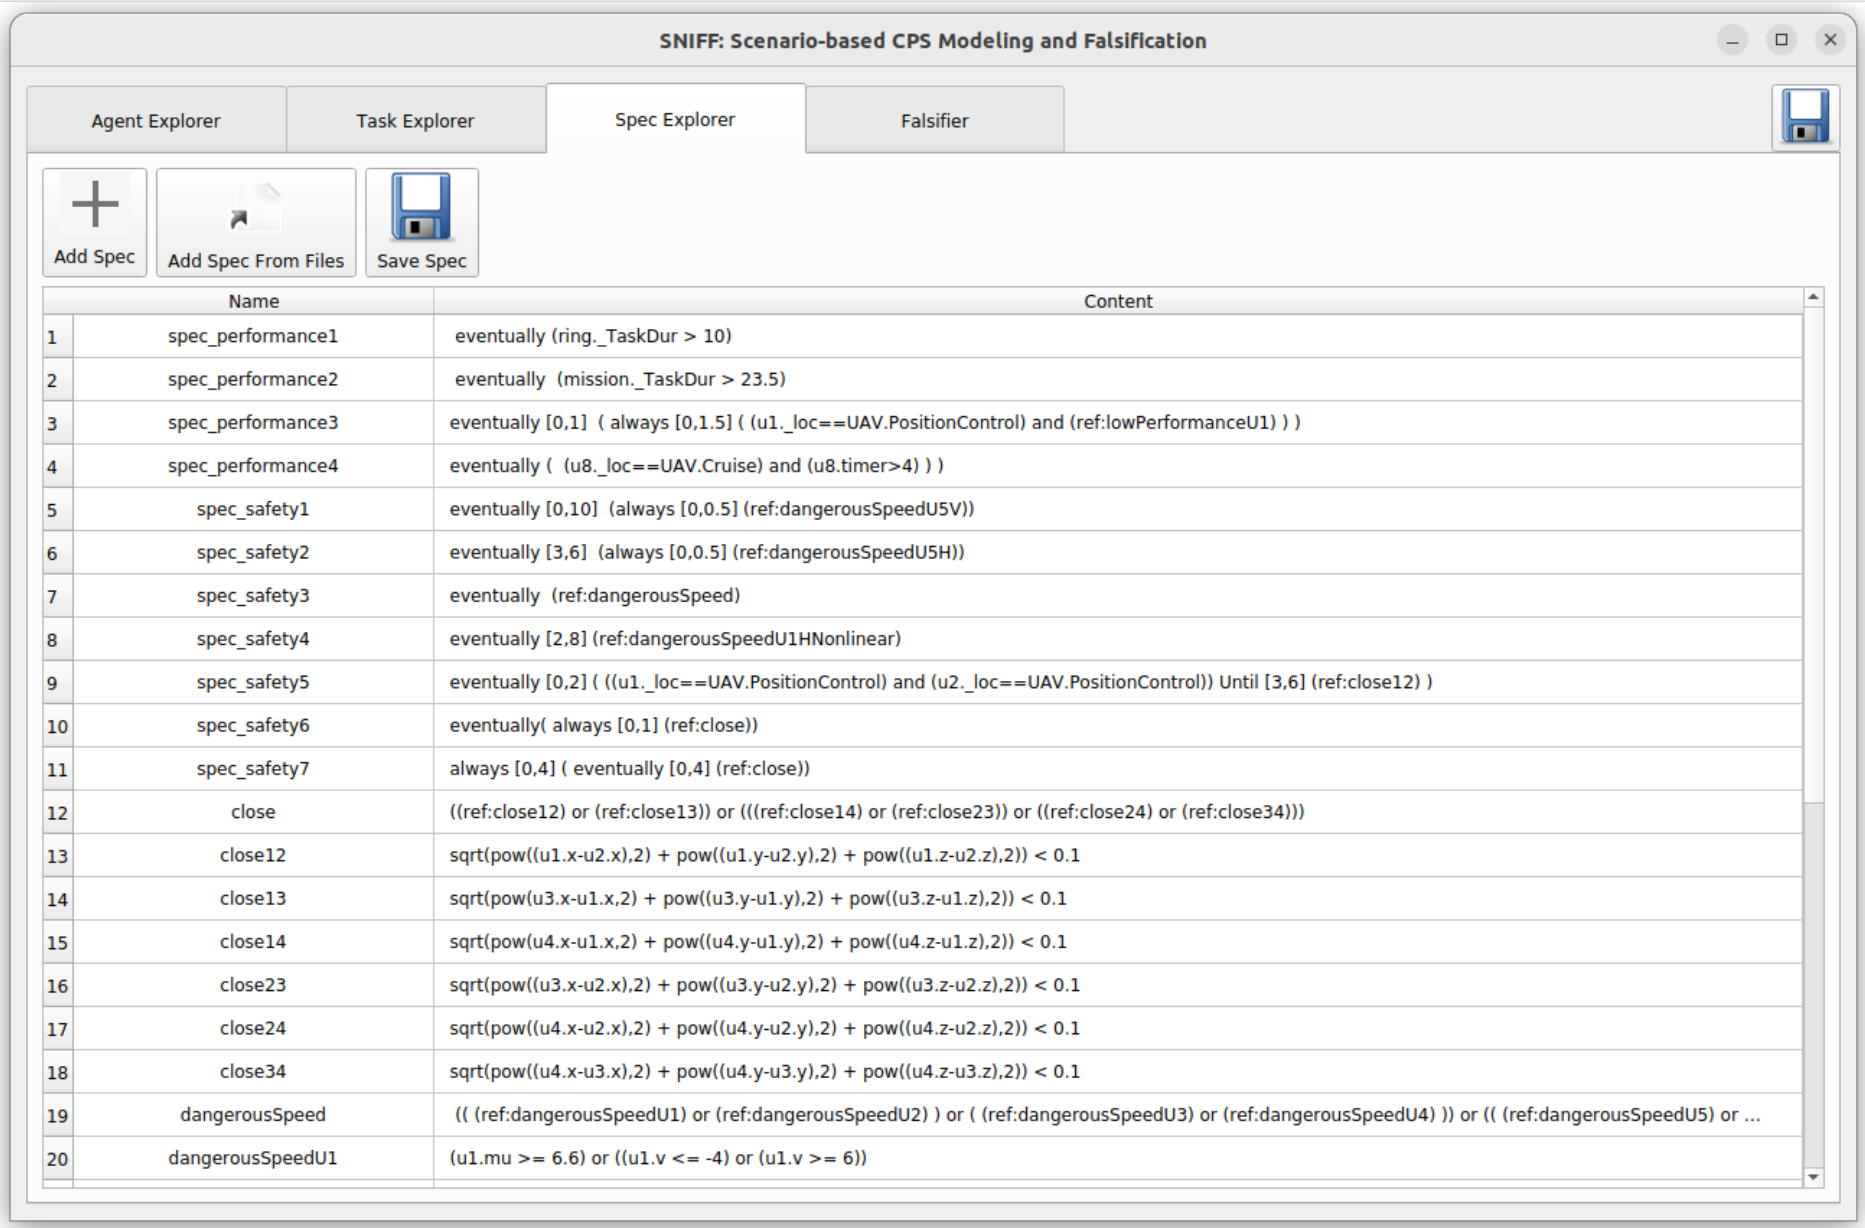 SNIFF: Scenario-based CPS Modeling and Falsification
Agent Explorer Task Explorer Spec Explorer Falsifier
Add Spec Add Spec From Files Save Spec
Name Content
1 spec_performance1 eventually (ring._TaskDur > 10)
2 spec_performance2 eventually (mission._TaskDur > 23.5)
3 spec_performance3 eventually [0,1] ( always [0,1.5] ( (u1._loc==UAV.PositionControl) and (ref:lowPerformanceU1) ) )
4 spec_performance4 eventually ( (u8._loc==UAV.Cruise) and (u8.timer>4) ) )
5 spec_safety1 eventually [0,10] (always [0,0.5] (ref:dangerousSpeedU5V))
6 spec_safety2 eventually [3,6] (always [0,0.5] (ref:dangerousSpeedU5H))
7 spec_safety3 eventually (ref:dangerousSpeed)
8 spec_safety4 eventually [2,8] (ref:dangerousSpeedU1HNonlinear)
9 spec_safety5 eventually [0,2] ( ((u1._loc==UAV.PositionControl) and (u2._loc==UAV.PositionControl)) Until [3,6] (ref:close12) )
10 spec_safety6 eventually( always [0,1] (ref:close))
11 spec_safety7 always [0,4] ( eventually [0,4] (ref:close))
12 close ((ref:close12) or (ref:close13)) or (((ref:close14) or (ref:close23)) or ((ref:close24) or (ref:close34)))
13 close12 sqrt(pow((u1.x-u2.x),2) + pow((u1.y-u2.y),2) + pow((u1.z-u2.z),2)) < 0.1
14 close13 sqrt(pow(u3.x-u1.x,2) + pow((u3.y-u1.y),2) + pow((u3.z-u1.z),2)) < 0.1
15 close14 sqrt(pow(u4.x-u1.x,2) + pow((u4.y-u1.y),2) + pow((u4.z-u1.z),2)) < 0.1
16 close23 sqrt(pow((u3.x-u2.x),2) + pow((u3.y-u2.y),2) + pow((u3.z-u2.z),2)) < 0.1
17 close24 sqrt(pow((u4.x-u2.x),2) + pow((u4.y-u2.y),2) + pow((u4.z-u2.z),2)) < 0.1
18 close34 sqrt(pow((u4.x-u3.x),2) + pow((u4.y-u3.y),2) + pow((u4.z-u3.z),2)) < 0.1
19 dangerousSpeed (( (ref:dangerousSpeedU1) or (ref:dangerousSpeedU2) ) or ( (ref:dangerousSpeedU3) or (ref:dangerousSpeedU4) )) or (( (ref:dangerousSpeedU5) or ...
20 dangerousSpeedU1 (u1.mu >= 6.6) or ((u1.v <= -4) or (u1.v >= 6))